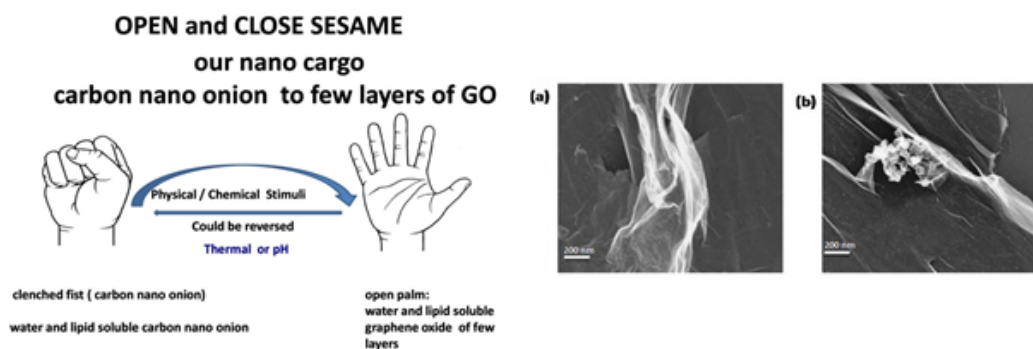 OPEN and CLOSE SESAME
our nano cargo
carbon nano onion to few layers of GO
Physical / Chemical Stimuli
Could be reversed
Thermal or pH
clenched fist ( carbon nano onion)
water and lipid soluble carbon nano onion
open palm:
water and lipid soluble
graphene oxide of few
layers
(a)
200 nm
(b)
200 nm